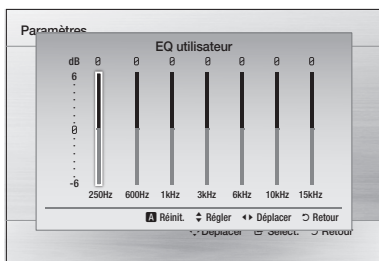 Paramètres
EQ utilisateur
dB 0 0 0 0 0 0 0
6
0
-6
250Hz 600Hz 1kHz 3kHz 6kHz 10kHz 15kHz
A Réinit. Régler Déplacer Retour
Déplacer Sélect. Retour